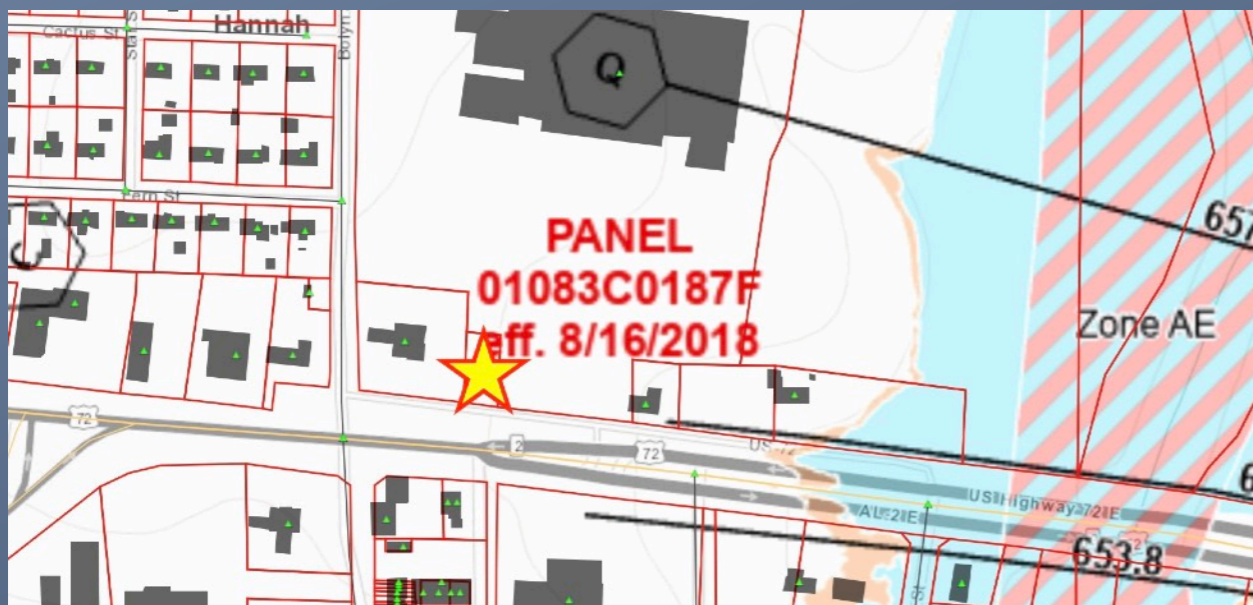 Hannah
Cactus St
Fern St
Q
PANEL
01083C0187F
eff. 8/16/2018
657
Zone AE
C
72
2
72
US-72
US Highway 72 E
AL-2 E
2
653.8